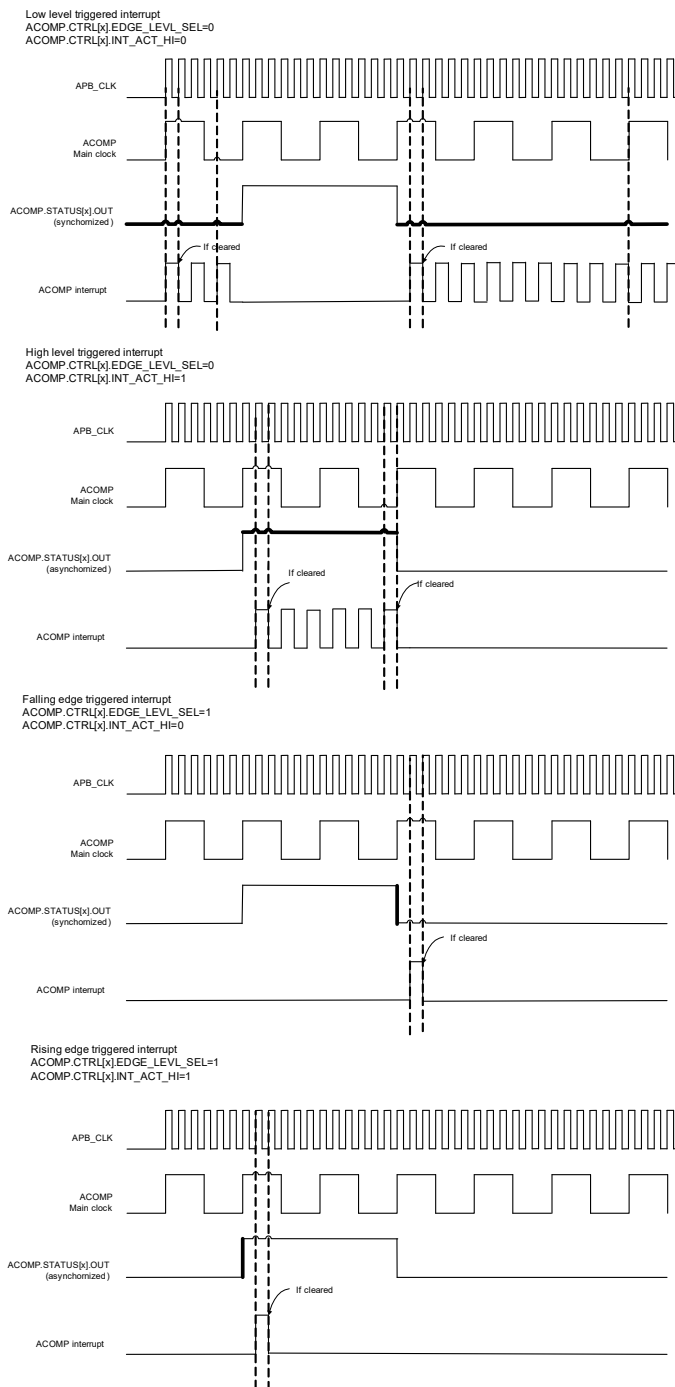 Low level triggered interrupt
ACOMP.CTRL[x].EDGE_LEVL_SEL=0
ACOMP.CTRL[x].INT_ACT_HI=0
APB_CLK
ACOMP
Main clock
ACOMP.STATUS[x].OUT
(synchornized)
If cleared
If cleared
ACOMP interrupt
High level triggered interrupt
ACOMP.CTRL[x].EDGE_LEVL_SEL=0
ACOMP.CTRL[x].INT_ACT_HI=1
APB_CLK
ACOMP
Main clock
ACOMP.STATUS[x].OUT
(asynchornized)
If cleared
If cleared
ACOMP interrupt
Falling edge triggered interrupt
ACOMP.CTRL[x].EDGE_LEVL_SEL=1
ACOMP.CTRL[x].INT_ACT_HI=0
APB_CLK
ACOMP
Main clock
ACOMP.STATUS[x].OUT
(synchornized)
If cleared
ACOMP interrupt
Rising edge triggered interrupt
ACOMP.CTRL[x].EDGE_LEVL_SEL=1
ACOMP.CTRL[x].INT_ACT_HI=1
APB_CLK
ACOMP
Main clock
ACOMP.STATUS[x].OUT
(asynchornized)
If cleared
ACOMP interrupt